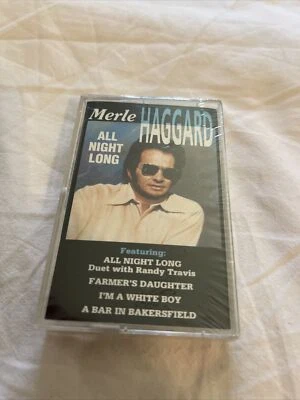 Merle HAGGARD
ALL
NIGHT
LONG
Featuring:
ALL NIGHT LONG
Duet with Randy Travis
FARMER'S DAUGHTER
I'M A WHITE BOY
A BAR IN BAKERSFIELD